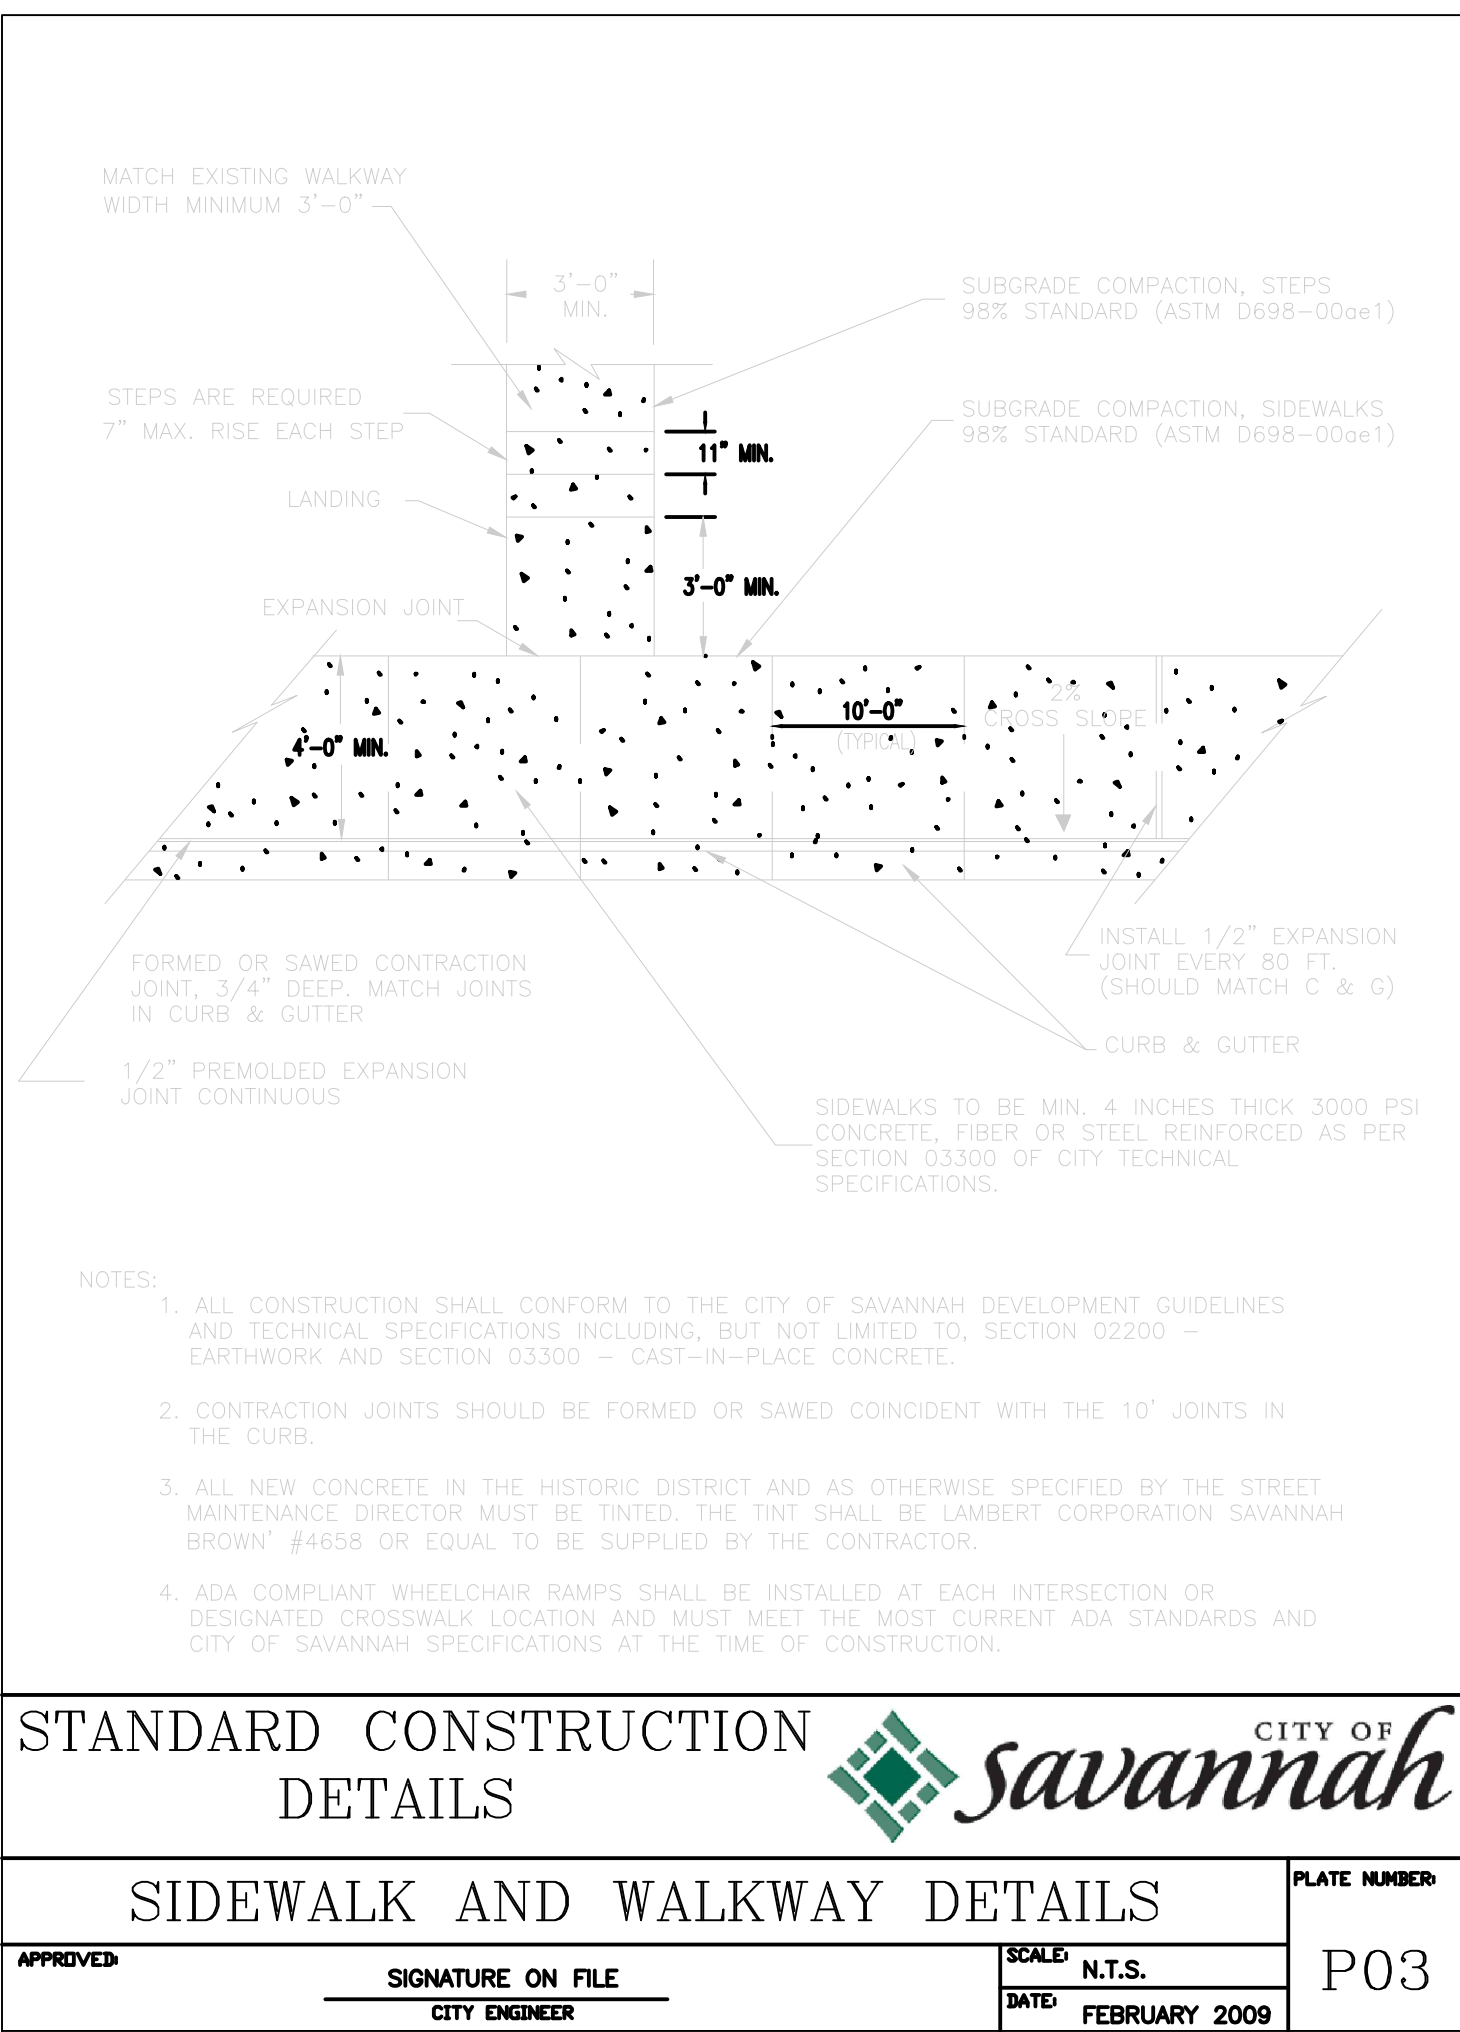 MATCH EXISTING WALKWAY
WIDTH MINIMUM 3'-0"
3'-0"
MIN.
SUBGRADE COMPACTION, STEPS
98% STANDARD (ASTM D698-00ae1)
STEPS ARE REQUIRED
7" MAX. RISE EACH STEP
SUBGRADE COMPACTION, SIDEWALKS
98% STANDARD (ASTM D698-00ae1)
11" MIN.
LANDING
3'-0" MIN.
EXPANSION JOINT
2%
CROSS SLOPE
10'-0"
(TYPICAL)
4'-0" MIN.
FORMED OR SAWED CONTRACTION
JOINT, 3/4" DEEP. MATCH JOINTS
IN CURB & GUTTER
INSTALL 1/2" EXPANSION
JOINT EVERY 80 FT.
(SHOULD MATCH C & G)
CURB & GUTTER
1/2" PREMOLDED EXPANSION
JOINT CONTINUOUS
SIDEWALKS TO BE MIN. 4 INCHES THICK 3000 PSI
CONCRETE, FIBER OR STEEL REINFORCED AS PER
SECTION 03300 OF CITY TECHNICAL
SPECIFICATIONS.
NOTES:
1. ALL CONSTRUCTION SHALL CONFORM TO THE CITY OF SAVANNAH DEVELOPMENT GUIDELINES
AND TECHNICAL SPECIFICATIONS INCLUDING, BUT NOT LIMITED TO, SECTION 02200 -
EARTHWORK AND SECTION 03300 - CAST-IN-PLACE CONCRETE.
2. CONTRACTION JOINTS SHOULD BE FORMED OR SAWED COINCIDENT WITH THE 10' JOINTS IN
THE CURB.
3. ALL NEW CONCRETE IN THE HISTORIC DISTRICT AND AS OTHERWISE SPECIFIED BY THE STREET
MAINTENANCE DIRECTOR MUST BE TINTED. THE TINT SHALL BE LAMBERT CORPORATION SAVANNAH
BROWN' #4658 OR EQUAL TO BE SUPPLIED BY THE CONTRACTOR.
4. ADA COMPLIANT WHEELCHAIR RAMPS SHALL BE INSTALLED AT EACH INTERSECTION OR
DESIGNATED CROSSWALK LOCATION AND MUST MEET THE MOST CURRENT ADA STANDARDS AND
CITY OF SAVANNAH SPECIFICATIONS AT THE TIME OF CONSTRUCTION.
STANDARD CONSTRUCTION
DETAILS
CITY OF
savannah
SIDEWALK AND WALKWAY DETAILS
PLATE NUMBER:
P03
APPROVED:
SIGNATURE ON FILE
CITY ENGINEER
SCALE:
N.T.S.
DATE:
FEBRUARY 2009